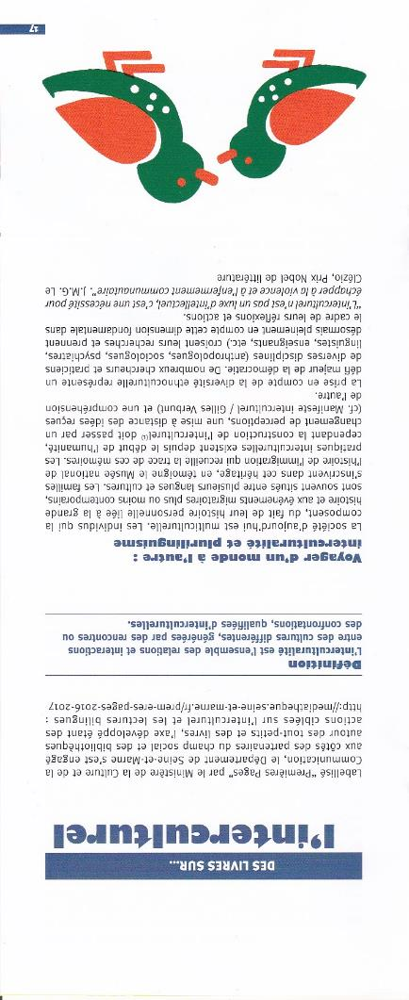 DES LIVRES SUR...
l'interculturel
Labellisé "Premières Pages" par le Ministère de la Culture et de la
Communication, le Département de Seine-et-Marne s'est engagé
aux côtés des partenaires du champ social et des bibliothèques
autour des tout-petits et des livres, l'axe développé étant des
actions ciblées sur l'interculturel et les lectures bilingues :
http://mediatheque.seine-et-marne.fr/prem-eres-pages-2016-2017
Définition
L'interculturalité est l'ensemble des relations et interactions
entre des cultures différentes, générées par des rencontres ou
des confrontations, qualifiées d'interculturelles.
Voyager d'un monde à l'autre :
interculturalité et plurilinguisme
La société d'aujourd'hui est multiculturelle. Les individus qui la
composent, du fait de leur histoire personnelle liée à la grande
histoire et aux événements migratoires plus ou moins contemporains,
sont souvent situés entre plusieurs langues et cultures. Les familles
s'inscrivent dans cet héritage, en témoigne le Musée national de
l'histoire de l'immigration qui recueille la trace de ces mémoires. Les
pratiques interculturelles existent depuis le début de l'humanité,
cependant la construction de l'interculturel(1) doit passer par un
changement de perceptions, une mise à distance des idées reçues
(cf. Manifeste interculturel / Gilles Verbunt) et une compréhension
de l'autre.
La prise en compte de la diversité ethnoculturelle représente un
défi majeur de la démocratie. De nombreux chercheurs et praticiens
de diverses disciplines (anthropologues, sociologues, psychiatres,
linguistes, enseignants, etc.) croisent leurs recherches et prennent
désormais pleinement en compte cette dimension fondamentale dans
le cadre de leurs réflexions et actions.
"L'interculturel n'est pas un luxe d'intellectuel, c'est une nécessité pour
échapper à la violence et à l'enfermement communautaire". J.M.G. Le
Clézio, Prix Nobel de littérature
17